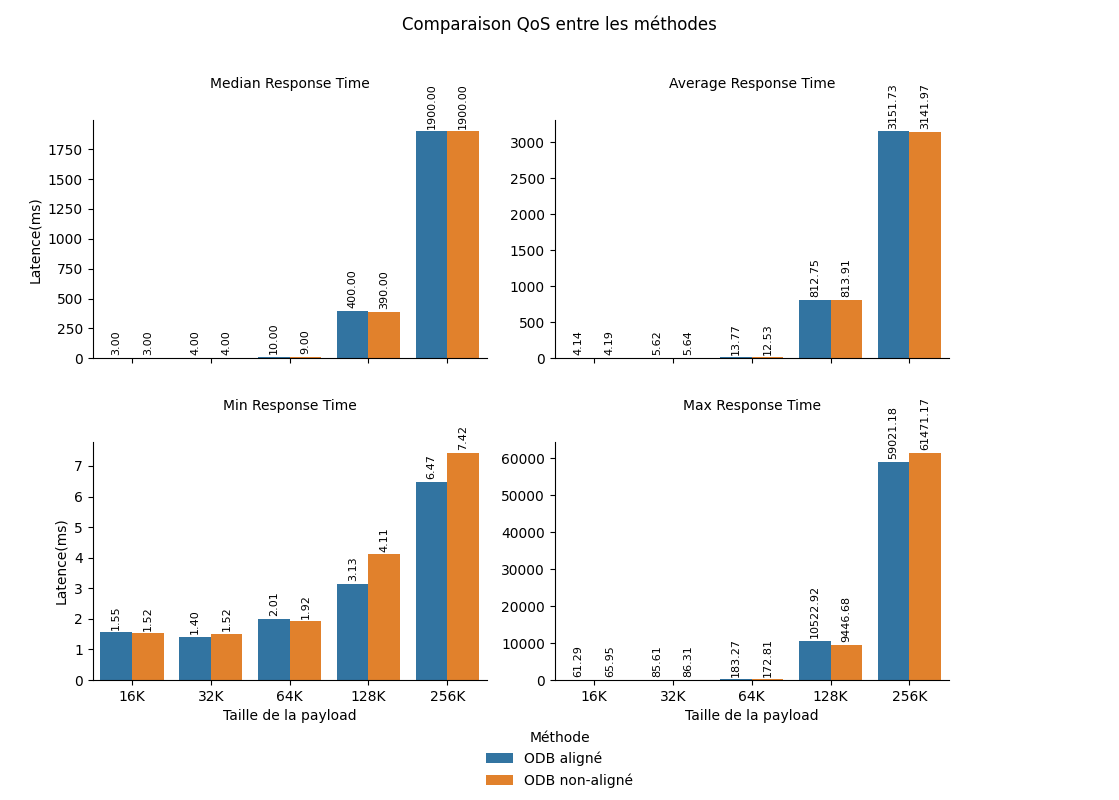 Comparaison QoS entre les méthodes
Median Response Time
Latence(ms)
1750
1500
1250
1000
750
500
250
0
3.00 3.00 4.00 4.00 10.00 9.00 400.00 390.00 1900.00 1900.00
Average Response Time
3000
2500
2000
1500
1000
500
0
4.14 4.19 5.62 5.64 13.77 12.53 812.75 813.91 3151.73 3141.97
Min Response Time
Latence(ms)
7
6
5
4
3
2
1
0
1.55 1.52 1.40 1.52 2.01 1.92 3.13 4.11 6.47 7.42
16K 32K 64K 128K 256K
Taille de la payload
Max Response Time
60000
50000
40000
30000
20000
10000
0
61.29 65.95 85.61 86.31 183.27 172.81 10522.92 9446.68 59021.18 61471.17
16K 32K 64K 128K 256K
Taille de la payload
Méthode
ODB aligné
ODB non-aligné